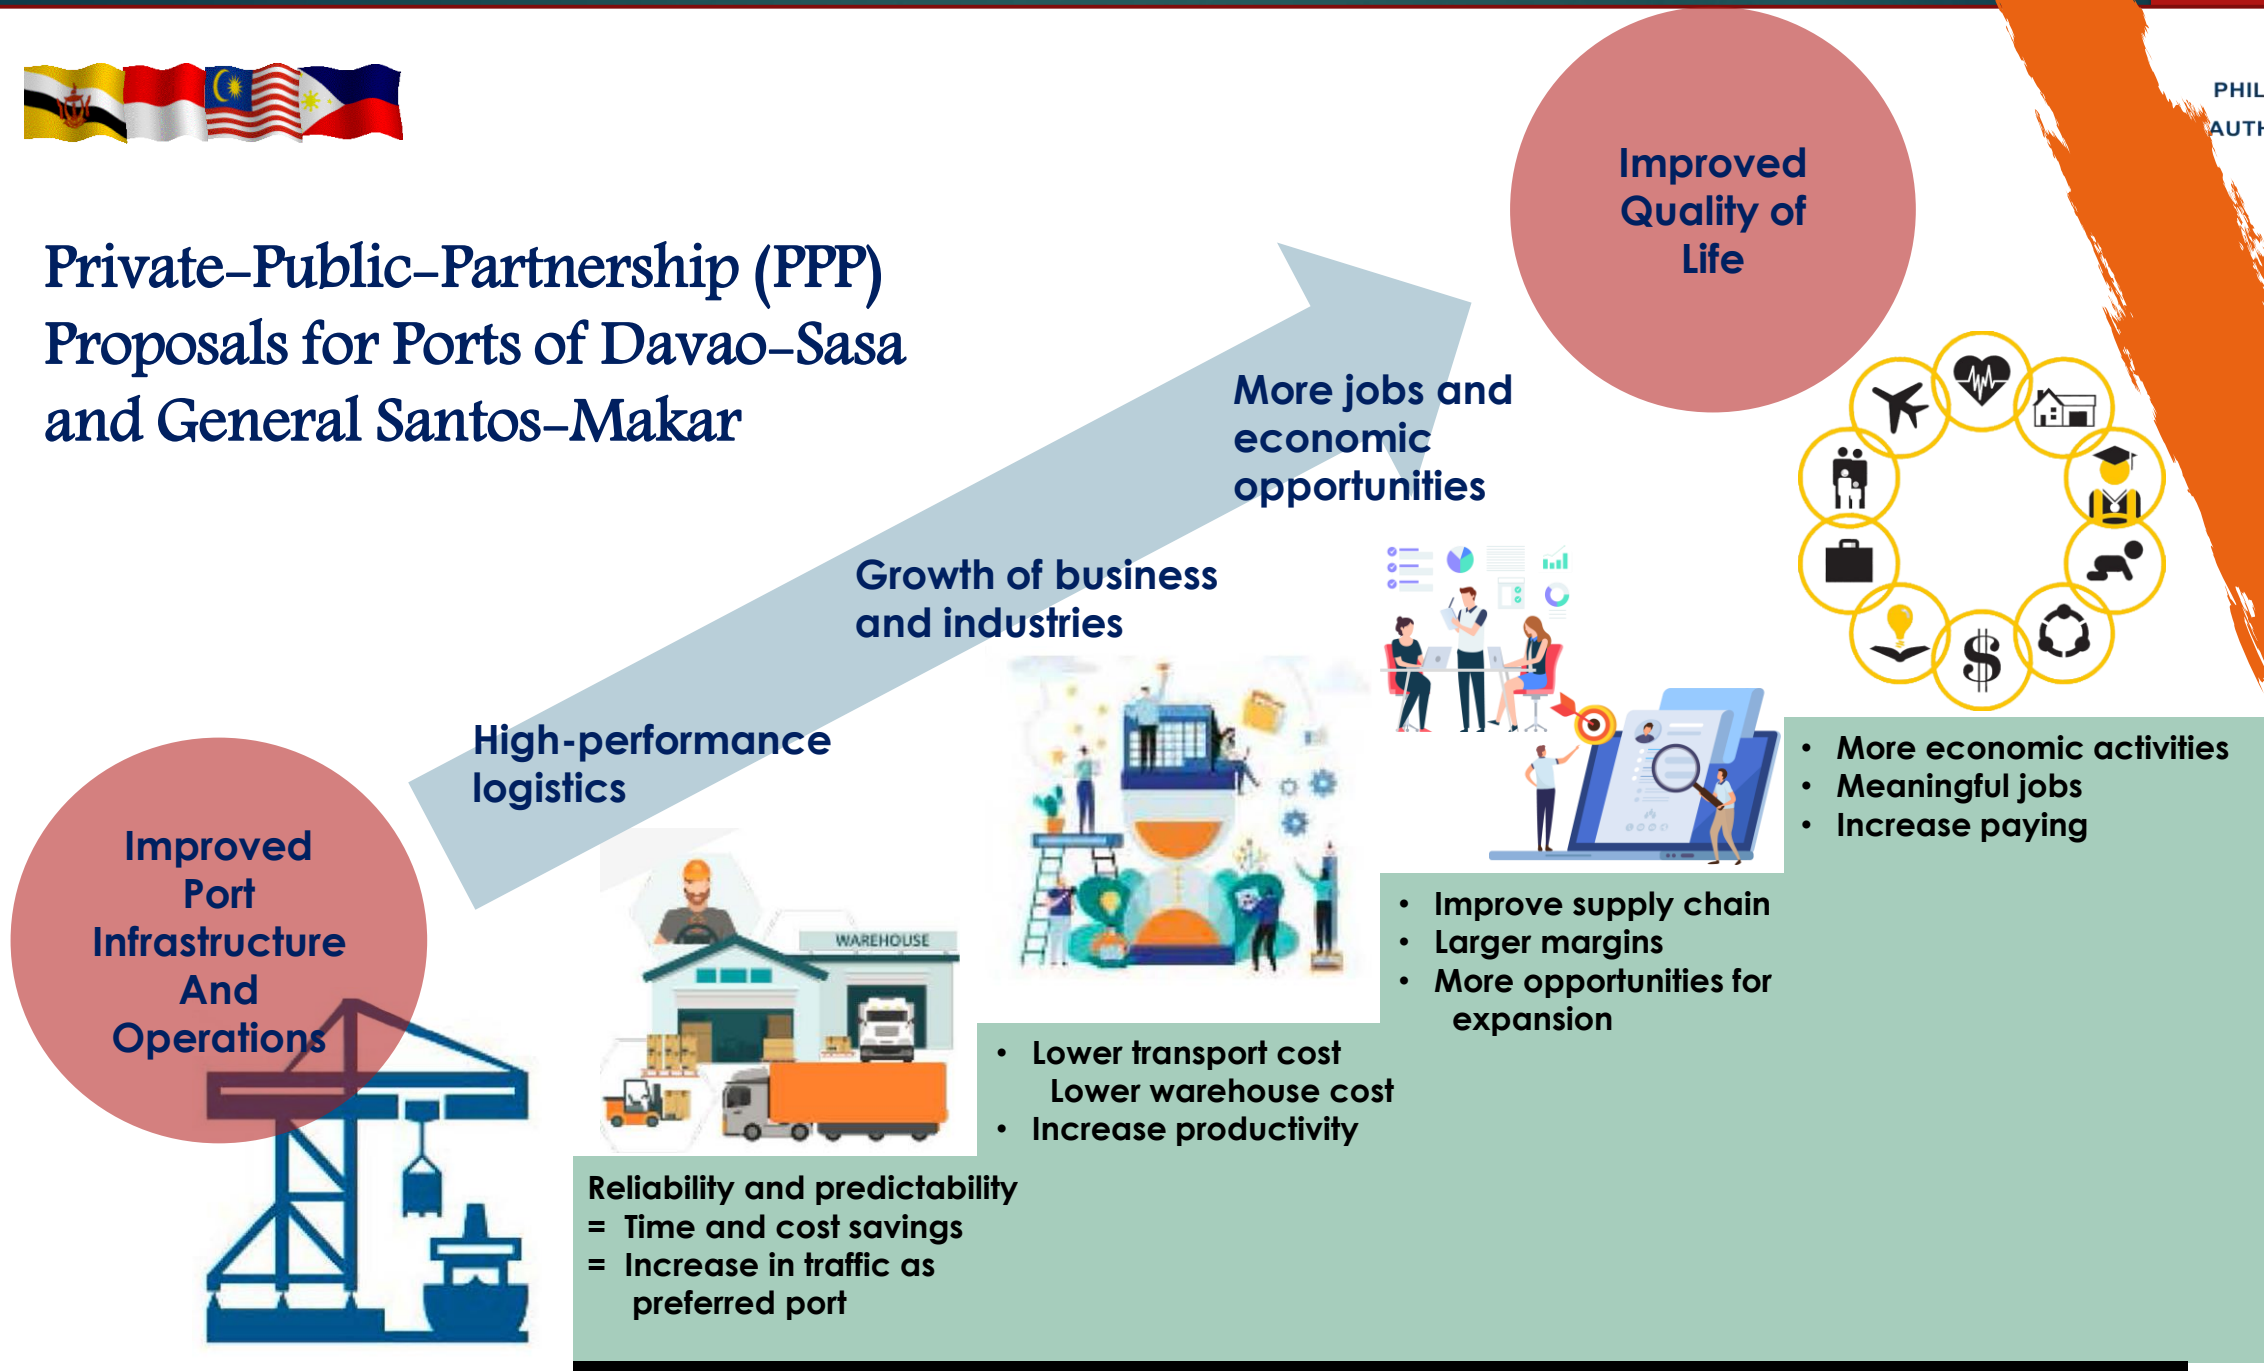 PHIL
AUTH
Private-Public-Partnership (PPP)
Proposals for Ports of Davao-Sasa
and General Santos-Makar
Improved
Quality of
Life
More jobs and
economic
opportunities
Growth of business
and industries
High-performance
logistics
Improved
Port
Infrastructure
And
Operations
WAREHOUSE
• More economic activities
• Meaningful jobs
• Increase paying
• Improve supply chain
• Larger margins
• More opportunities for
expansion
• Lower transport cost
Lower warehouse cost
• Increase productivity
Reliability and predictability
= Time and cost savings
= Increase in traffic as
preferred port